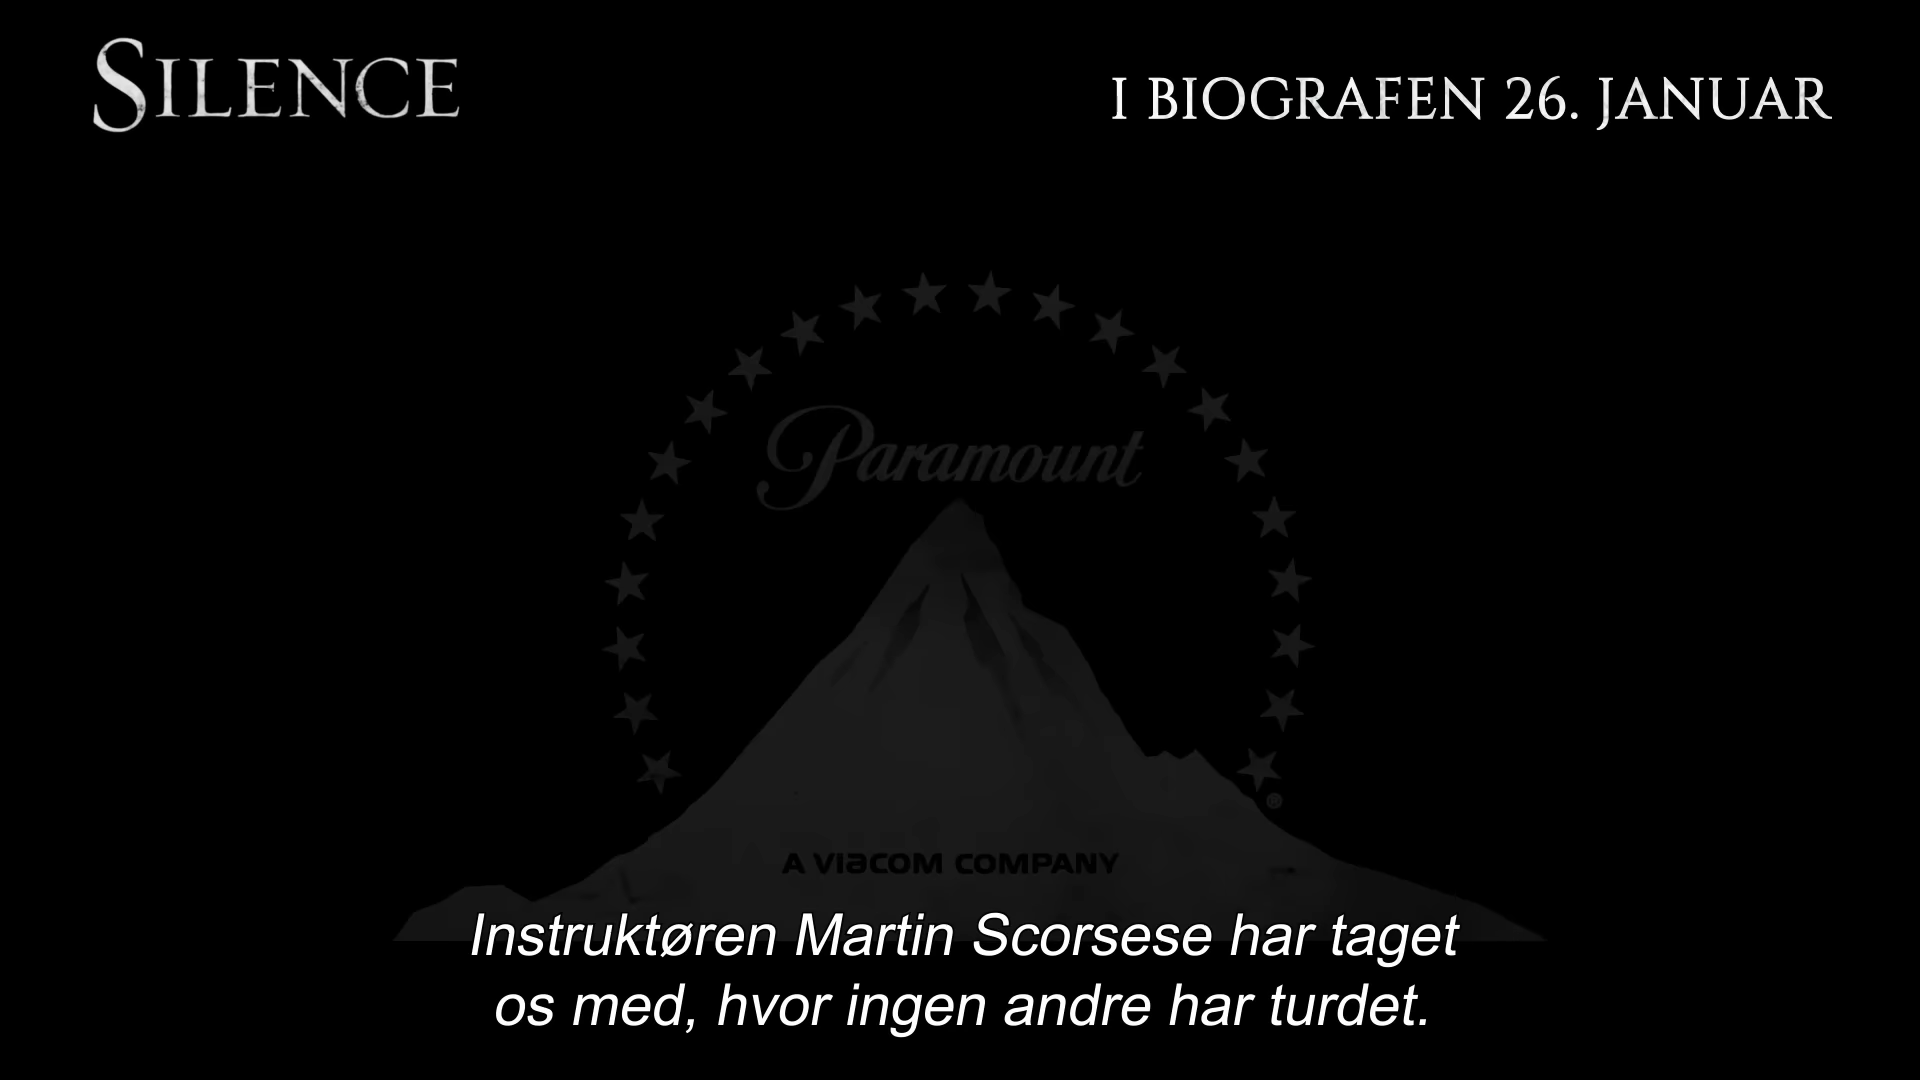 SILENCE
I BIOGRAFEN 26. JANUAR
Paramount
®
A VIACOM COMPANY
Instruktøren Martin Scorsese har taget
os med, hvor ingen andre har turdet.